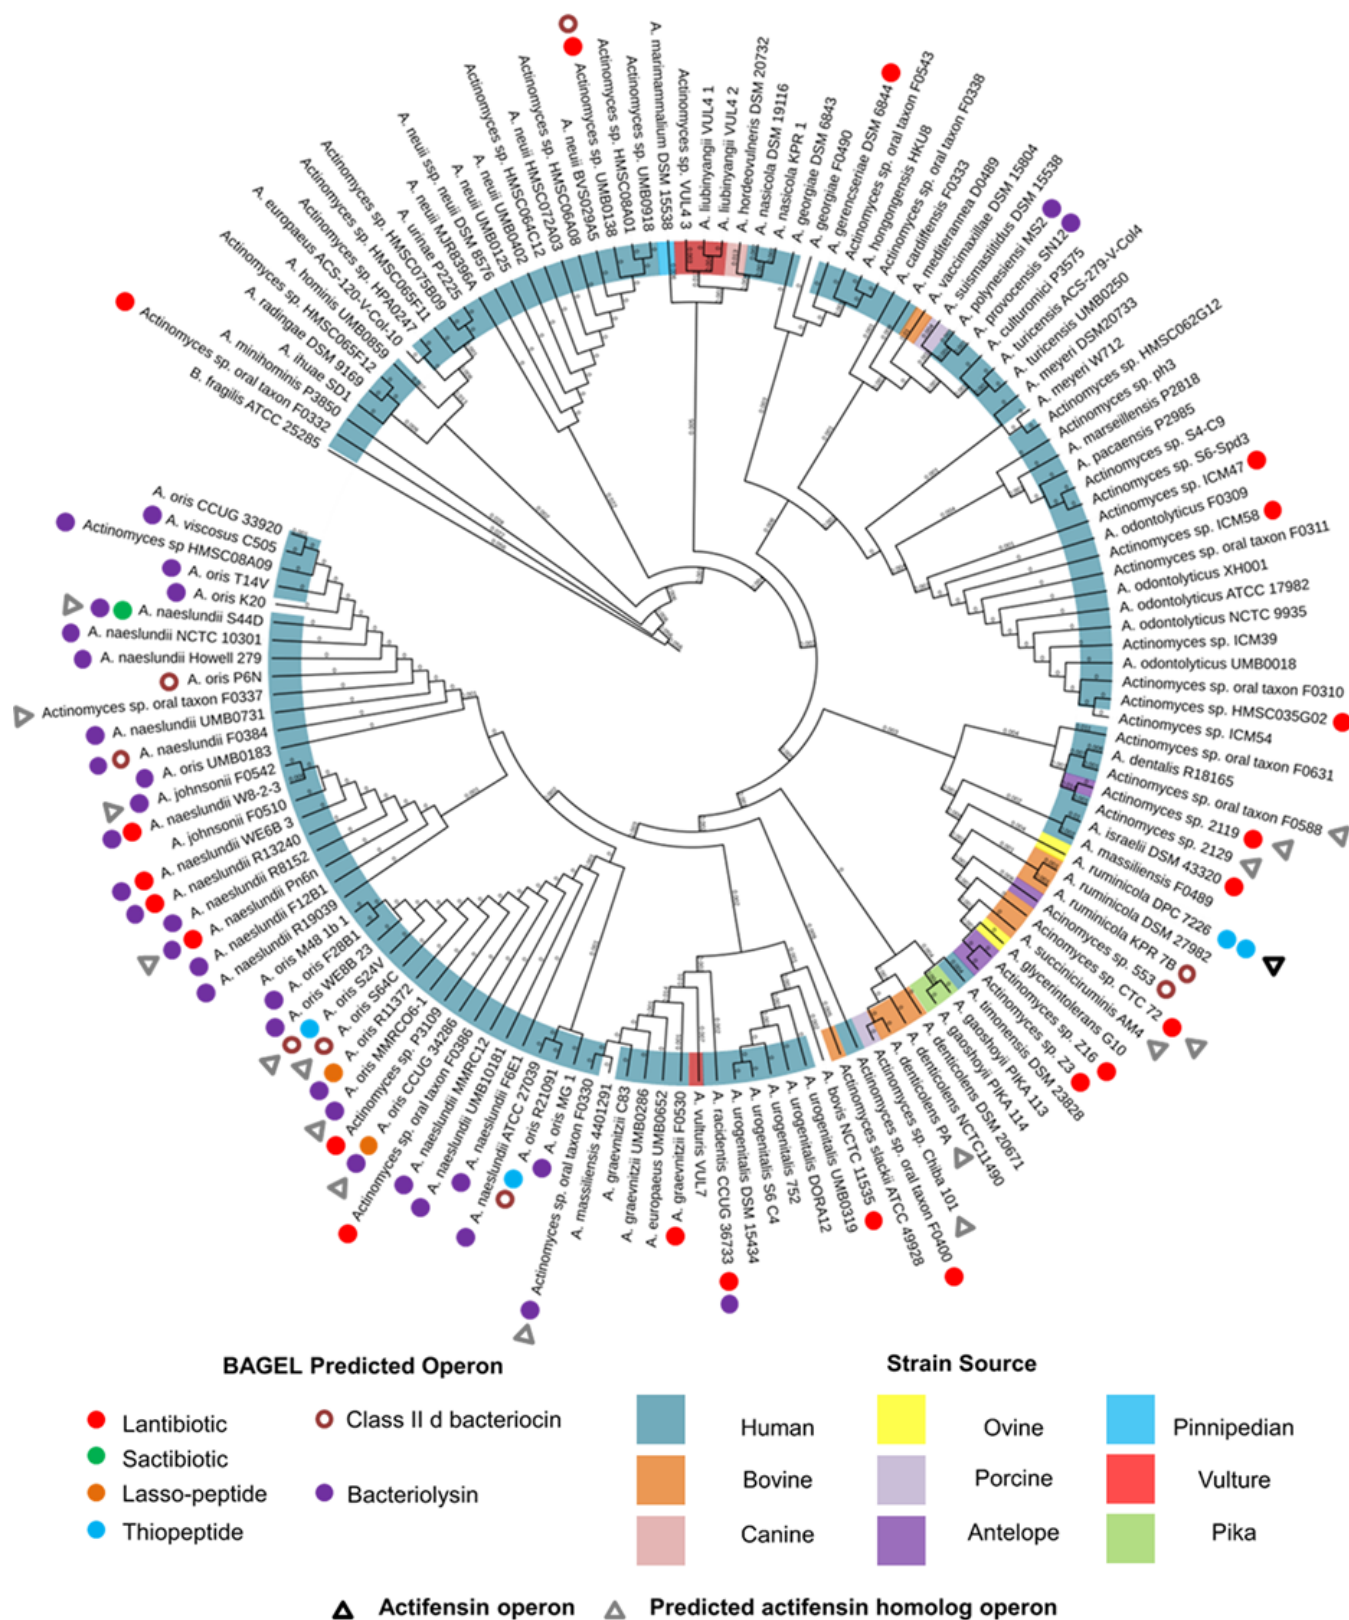 B. fragilis ATCC 25285
Actinomyces sp. oral taxon F0332
A. minihominis P3850
A. ihuae SD1
A. radingae DSM 9169
Actinomyces sp. HMSC065F12
A. hominis UMB0859
A. europaeus ACS-120-V-Col-10
Actinomyces sp. HPA0247
Actinomyces sp. HMSC065F11
Actinomyces sp. HMSC075B09
A. urinae P2225
A. neuii MJR8396A
A. neuii ssp. neuii DSM 8576
A. neuii UMB0125
A. neuii UMB0402
Actinomyces sp. HMSC064C12
A. neuii HMC072A03
Actinomyces sp. HMSC06A08
A. neuii BVS029A5
Actinomyces sp. UMB0138
Actinomyces sp. HMSC08A01
Actinomyces sp. UMB0918
A. marimammalium DSM 15538
Actinomyces sp. VUL4 3
A. liubinyangii VUL4 1
A. liubinyangii VUL4 2
A. hordeovulneris DSM 20732
A. nasicola DSM 19116
A. nasicola KPR 1
A. georgiae DSM 6843
A. georgiae F0490
A. gerencseriae DSM 6844
Actinomyces sp. oral taxon F0543
A. hongkongensis HKU8
Actinomyces sp. oral taxon F0338
A. cardiffensis F0333
A. mediterranea D0489
A. vaccimaxillae DSM 15804
A. suismastitidus DSM 15538
A. polynesiensi MS2
A. provocensis SN12
A. culturomici P3575
A. turicensis ACS-279-V-Col4
A. turicensis UMB0250
A. meyeri DSM20733
A. meyeri W712
Actinomyces sp. HMSC062G12
Actinomyces sp. ph3
A. marsillensis P2818
A. pacaensis P2985
Actinomyces sp. S4-C9
Actinomyces sp. S6-Spd3
Actinomyces sp. ICM47
A. odontolyticus F0309
Actinomyces sp. ICM58
Actinomyces sp. oral taxon F0311
A. odontolyticus XH001
A. odontolyticus ATCC 17982
A. odontolyticus NCTC 9935
Actinomyces sp. ICM39
A. odontolyticus UMB0018
Actinomyces sp. oral taxon F0310
Actinomyces sp. HMSC035G02
Actinomyces sp. ICM54
Actinomyces sp. oral taxon F0631
A. dentalis R18165
Actinomyces sp. oral taxon F0588
Actinomyces sp. 2119
Actinomyces sp. 2129
A. israelii DSM 43320
A. massiliensis F0489
A. ruminicola DPC 7226
A. ruminicola DSM 27982
A. ruminicola KPR 7B
Acinomyces sp. 553
Actinomyces sp. CTC 72
A. succiniciruminis AM4
A. glycerintolerans G10
Actinomyces sp. Z16
Actinomyces sp. Z3
A. timonensis DSM 23828
A. gaoshoyii PIKA 113
A. gaoshoyii PIKA 114
A. denticolens DSM 20671
A. denticolens NCTC11490
A. denticolens PA
Actinomyces sp. Chiba 101
Actinomyces sp. oral taxon F0400
Actinomyces slackii ATCC 49928
A. bovis NCTC 11535
A. urogenitalis UMB0319
A. urogenitalis DORA12
A. urogenitalis 752
A. urogenitalis S6 C4
A. urogenitalis DSM 15434
A. racidentis CCUG 36733
A. vulturis VUL7
A. graevnitzii F0530
A. europaeus UMB0652
A. graevnitzii UMB0286
A. graevnitzii C83
A. massiliensis 4401291
Actinomyces sp. oral taxon F0330
A. oris MG 1
A. oris R21091
A. naeslundii ATCC 27039
A. naeslundii F6E1
A. naeslundii UMB10181
A. naeslundii MMRC12
Actinomyces sp. oral taxon F0386
A. oris CCUG 34286
Actinomyces sp. P3109
A. oris MMRCO6-1
A. oris R11372
A. oris S64C
A. oris S24V
A. oris WE8B 23
A. oris F28B1
A. oris M48 1b 1
A. naeslundii R19039
A. naeslundii F12B1
A. naeslundii Pn6n
A. naeslundii R8152
A. naeslundii R13240
A. naeslundii WE6B 3
A. johnsonii F0510
A. naeslundii W8-2-3
A. johnsonii F0542
A. oris UMB0183
A. naeslundii F0384
A. naeslundii UMB0731
Actinomyces sp. oral taxon F0337
A. oris P6N
A. naeslundii Howell 279
A. naeslundii NCTC 10301
A. naeslundii S44D
A. oris K20
A. oris T14V
Actinomyces sp HMSC08A09
A. viscosus C505
A. oris CCUG 33920
BAGEL Predicted Operon
Lantibiotic
Sactibiotic
Lasso-peptide
Thiopeptide
Class II d bacteriocin
Bacteriolysin
Strain Source
Human
Bovine
Canine
Ovine
Porcine
Antelope
Pinnipedian
Vulture
Pika
Actifensin operon
Predicted actifensin homolog operon